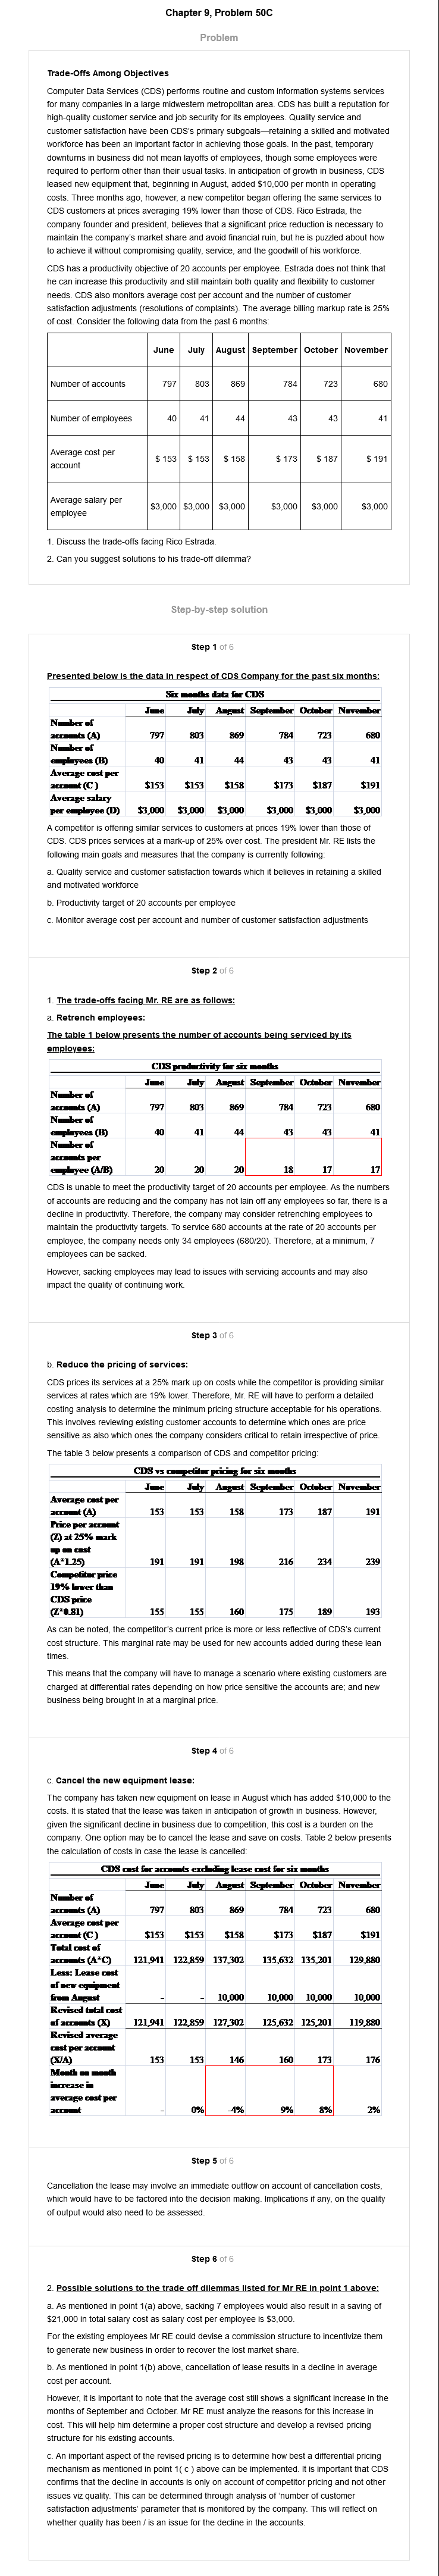 Chapter 9, Problem 50C
Problem
Trade-Offs Among Objectives
Computer Data Services (CDS) performs routine and custom information systems services
for many companies in a large midwestern metropolitan area. CDS has built a reputation for
high-quality customer service and job security for its employees. Quality service and
customer satisfaction have been CDS's primary subgoals—retaining a skilled and motivated
workforce has been an important factor in achieving those goals. In the past, temporary
downturns in business did not mean layoffs of employees, though some employees were
required to perform other than their usual tasks. In anticipation of growth in business, CDS
leased new equipment that, beginning in August, added $10,000 per month in operating
costs. Three months ago, however, a new competitor began offering the same services to
CDS customers at prices averaging 19% lower than those of CDS. Rico Estrada, the
company founder and president, believes that a significant price reduction is necessary to
maintain the company's market share and avoid financial ruin, but he is puzzled about how
to achieve it without compromising quality, service, and the goodwill of his workforce.
CDS has a productivity objective of 20 accounts per employee. Estrada does not think that
he can increase this productivity and still maintain both quality and flexibility to customer
needs. CDS also monitors average cost per account and the number of customer
satisfaction adjustments (resolutions of complaints). The average billing markup rate is 25%
of cost. Consider the following data from the past 6 months:
June July August September October November
Number of accounts 797 803 869 784 723 680
Number of employees 40 41 44 43 43 41
Average cost per
account $ 153 $ 153 $ 158 $ 173 $ 187 $ 191
Average salary per
employee $3,000 $3,000 $3,000 $3,000 $3,000 $3,000
1. Discuss the trade-offs facing Rico Estrada.
2. Can you suggest solutions to his trade-off dilemma?
Step-by-step solution
Step 1 of 6
Presented below is the data in respect of CDS Company for the past six months:
Six months data for CDS
June July August September October November
Number of
accounts (A) 797 803 869 784 723 680
Number of
employees (B) 40 41 44 43 43 41
Average cost per
account (C ) $153 $153 $158 $173 $187 $191
Average salary
per employee (D) $3,000 $3,000 $3,000 $3,000 $3,000 $3,000
A competitor is offering similar services to customers at prices 19% lower than those of
CDS. CDS prices services at a mark-up of 25% over cost. The president Mr. RE lists the
following main goals and measures that the company is currently following:
a. Quality service and customer satisfaction towards which it believes in retaining a skilled
and motivated workforce
b. Productivity target of 20 accounts per employee
c. Monitor average cost per account and number of customer satisfaction adjustments
Step 2 of 6
1. The trade-offs facing Mr. RE are as follows:
a. Retrench employees:
The table 1 below presents the number of accounts being serviced by its
employees:
CDS productivity for six months
June July August September October November
Number of
accounts (A) 797 803 869 784 723 680
Number of
employees (B) 40 41 44 43 43 41
Number of
accounts per
employee (A/B) 20 20 20 18 17 17
CDS is unable to meet the productivity target of 20 accounts per employee. As the numbers
of accounts are reducing and the company has not lain off any employees so far, there is a
decline in productivity. Therefore, the company may consider retrenching employees to
maintain the productivity targets. To service 680 accounts at the rate of 20 accounts per
employee, the company needs only 34 employees (680/20). Therefore, at a minimum, 7
employees can be sacked.
However, sacking employees may lead to issues with servicing accounts and may also
impact the quality of continuing work.
Step 3 of 6
b. Reduce the pricing of services:
CDS prices its services at a 25% mark up on costs while the competitor is providing similar
services at rates which are 19% lower. Therefore, Mr. RE will have to perform a detailed
costing analysis to determine the minimum pricing structure acceptable for his operations.
This involves reviewing existing customer accounts to determine which ones are price
sensitive as also which ones the company considers critical to retain irrespective of price.
The table 3 below presents a comparison of CDS and competitor pricing:
CDS vs competitor pricing for six months
June July August September October November
Average cost per
account (A) 153 153 158 173 187 191
Price per account
(Z) at 25% mark
up on cost
(A*1.25) 191 191 198 216 234 239
Competitor price
19% lower than
CDS price
(Z*0.81) 155 155 160 175 189 193
As can be noted, the competitor's current price is more or less reflective of CDS's current
cost structure. This marginal rate may be used for new accounts added during these lean
times.
This means that the company will have to manage a scenario where existing customers are
charged at differential rates depending on how price sensitive the accounts are; and new
business being brought in at a marginal price.
Step 4 of 6
c. Cancel the new equipment lease:
The company has taken new equipment on lease in August which has added $10,000 to the
costs. It is stated that the lease was taken in anticipation of growth in business. However,
given the significant decline in business due to competition, this cost is a burden on the
company. One option may be to cancel the lease and save on costs. Table 2 below presents
the calculation of costs in case the lease is cancelled:
CDS cost for accounts excluding lease cost for six months
June July August September October November
Number of
accounts (A) 797 803 869 784 723 680
Average cost per
account (C ) $153 $153 $158 $173 $187 $191
Total cost of
accounts (A*C) 121,941 122,859 137,302 135,632 135,201 129,880
Less: Lease cost
of new equipment
from August - - 10,000 10,000 10,000 10,000
Revised total cost
of accounts (X) 121,941 122,859 127,302 125,632 125,201 119,880
Revised average
cost per account
(X/A) 153 153 146 160 173 176
Month on month
increase in
average cost per
account - 0% -4% 9% 8% 2%
Step 5 of 6
Cancellation the lease may involve an immediate outflow on account of cancellation costs,
which would have to be factored into the decision making. Implications if any, on the quality
of output would also need to be assessed.
Step 6 of 6
2. Possible solutions to the trade off dilemmas listed for Mr RE in point 1 above:
a. As mentioned in point 1(a) above, sacking 7 employees would also result in a saving of
$21,000 in total salary cost as salary cost per employee is $3,000.
For the existing employees Mr RE could devise a commission structure to incentivize them
to generate new business in order to recover the lost market share.
b. As mentioned in point 1(b) above, cancellation of lease results in a decline in average
cost per account.
However, it is important to note that the average cost still shows a significant increase in the
months of September and October. Mr RE must analyze the reasons for this increase in
cost. This will help him determine a proper cost structure and develop a revised pricing
structure for his existing accounts.
c. An important aspect of the revised pricing is to determine how best a differential pricing
mechanism as mentioned in point 1( c ) above can be implemented. It is important that CDS
confirms that the decline in accounts is only on account of competitor pricing and not other
issues viz quality. This can be determined through analysis of 'number of customer
satisfaction adjustments' parameter that is monitored by the company. This will reflect on
whether quality has been / is an issue for the decline in the accounts.